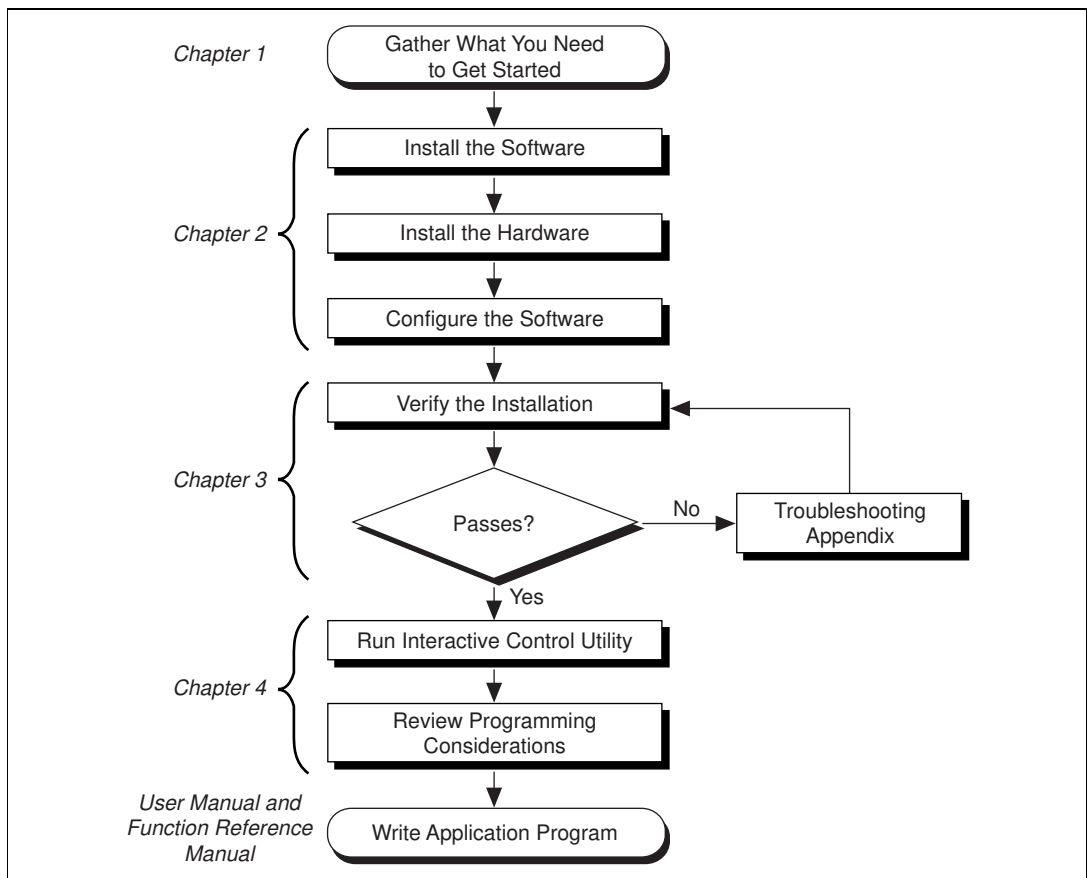 Chapter 1
Gather What You Need
to Get Started
Install the Software
Chapter 2
Install the Hardware
Configure the Software
Verify the Installation
Chapter 3
Passes?
No
Troubleshooting
Appendix
Yes
Run Interactive Control Utility
Chapter 4
Review Programming
Considerations
User Manual and
Function Reference
Manual
Write Application Program